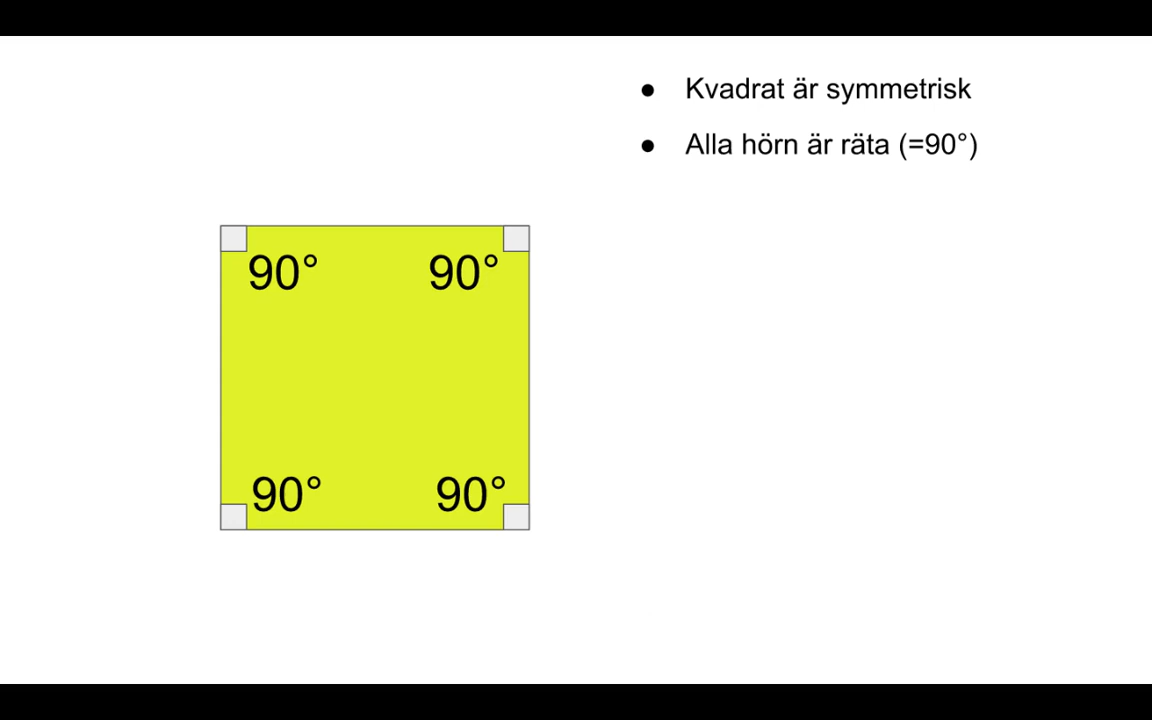 ● Kvadrat är symmetrisk
● Alla hörn är räta (=90°)
90° 90°
90° 90°